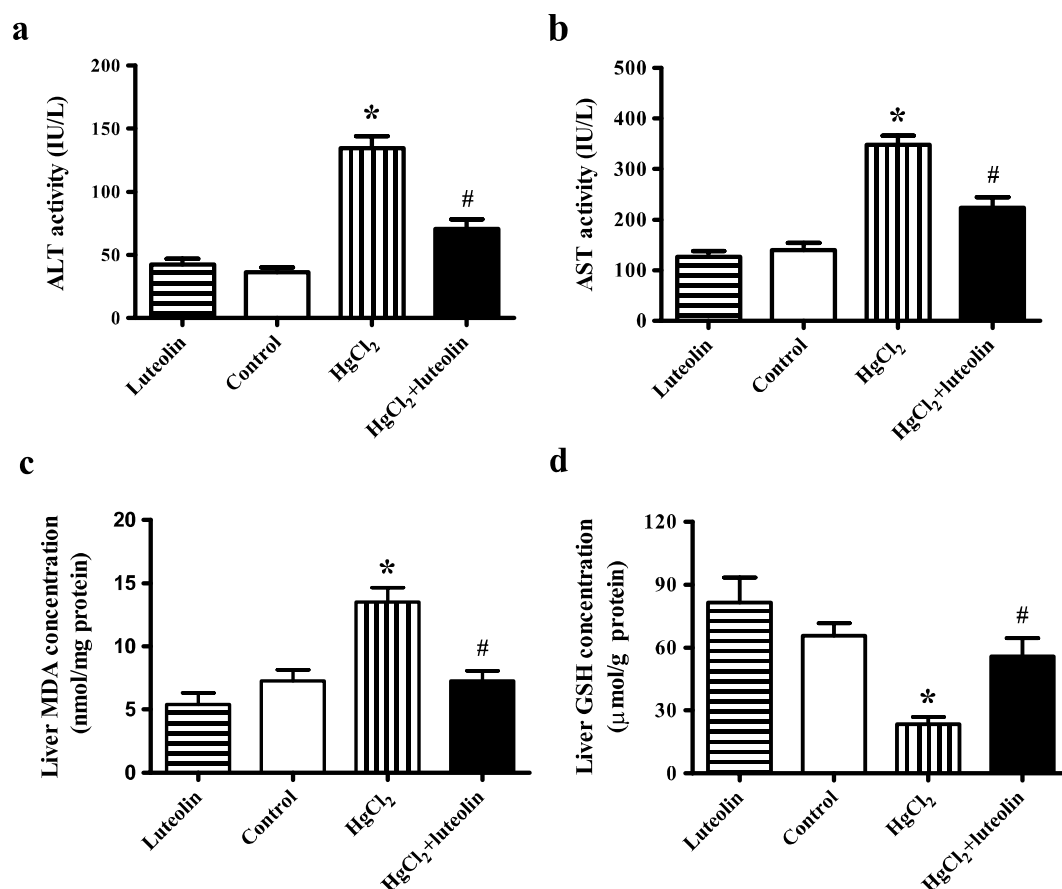 a
ALT activity (IU/L)
200
150
100
50
0
*
#
Luteolin
Control
HgCl₂
HgCl₂+luteolin
b
AST activity (IU/L)
500
400
300
200
100
0
*
#
Luteolin
Control
HgCl₂
HgCl₂+luteolin
c
Liver MDA concentration
(nmol/mg protein)
20
15
10
5
0
*
#
Luteolin
Control
HgCl₂
HgCl₂+luteolin
d
Liver GSH concentration
(μmol/g protein)
120
90
60
30
0
*
#
Luteolin
Control
HgCl₂
HgCl₂+luteolin